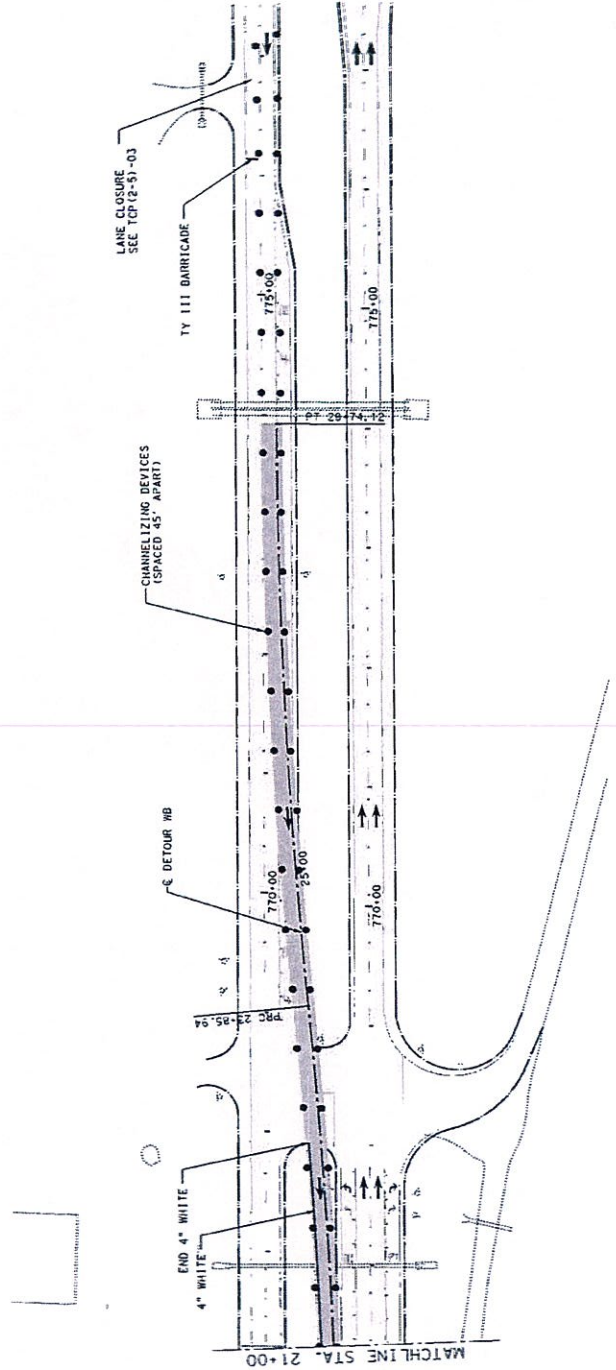 LANE CLOSURE
SEE TCP(2-5)-03
TY III BARRICADE
775+00
775+00
PT 28+74.12
CHANNELIZING DEVICES
(SPACED 45' APART)
℄ DETOUR WB
770+00
25+00
770+00
PRC 23+85.94
END 4" WHITE
4" WHITE
MATCHLINE STA. 21+00